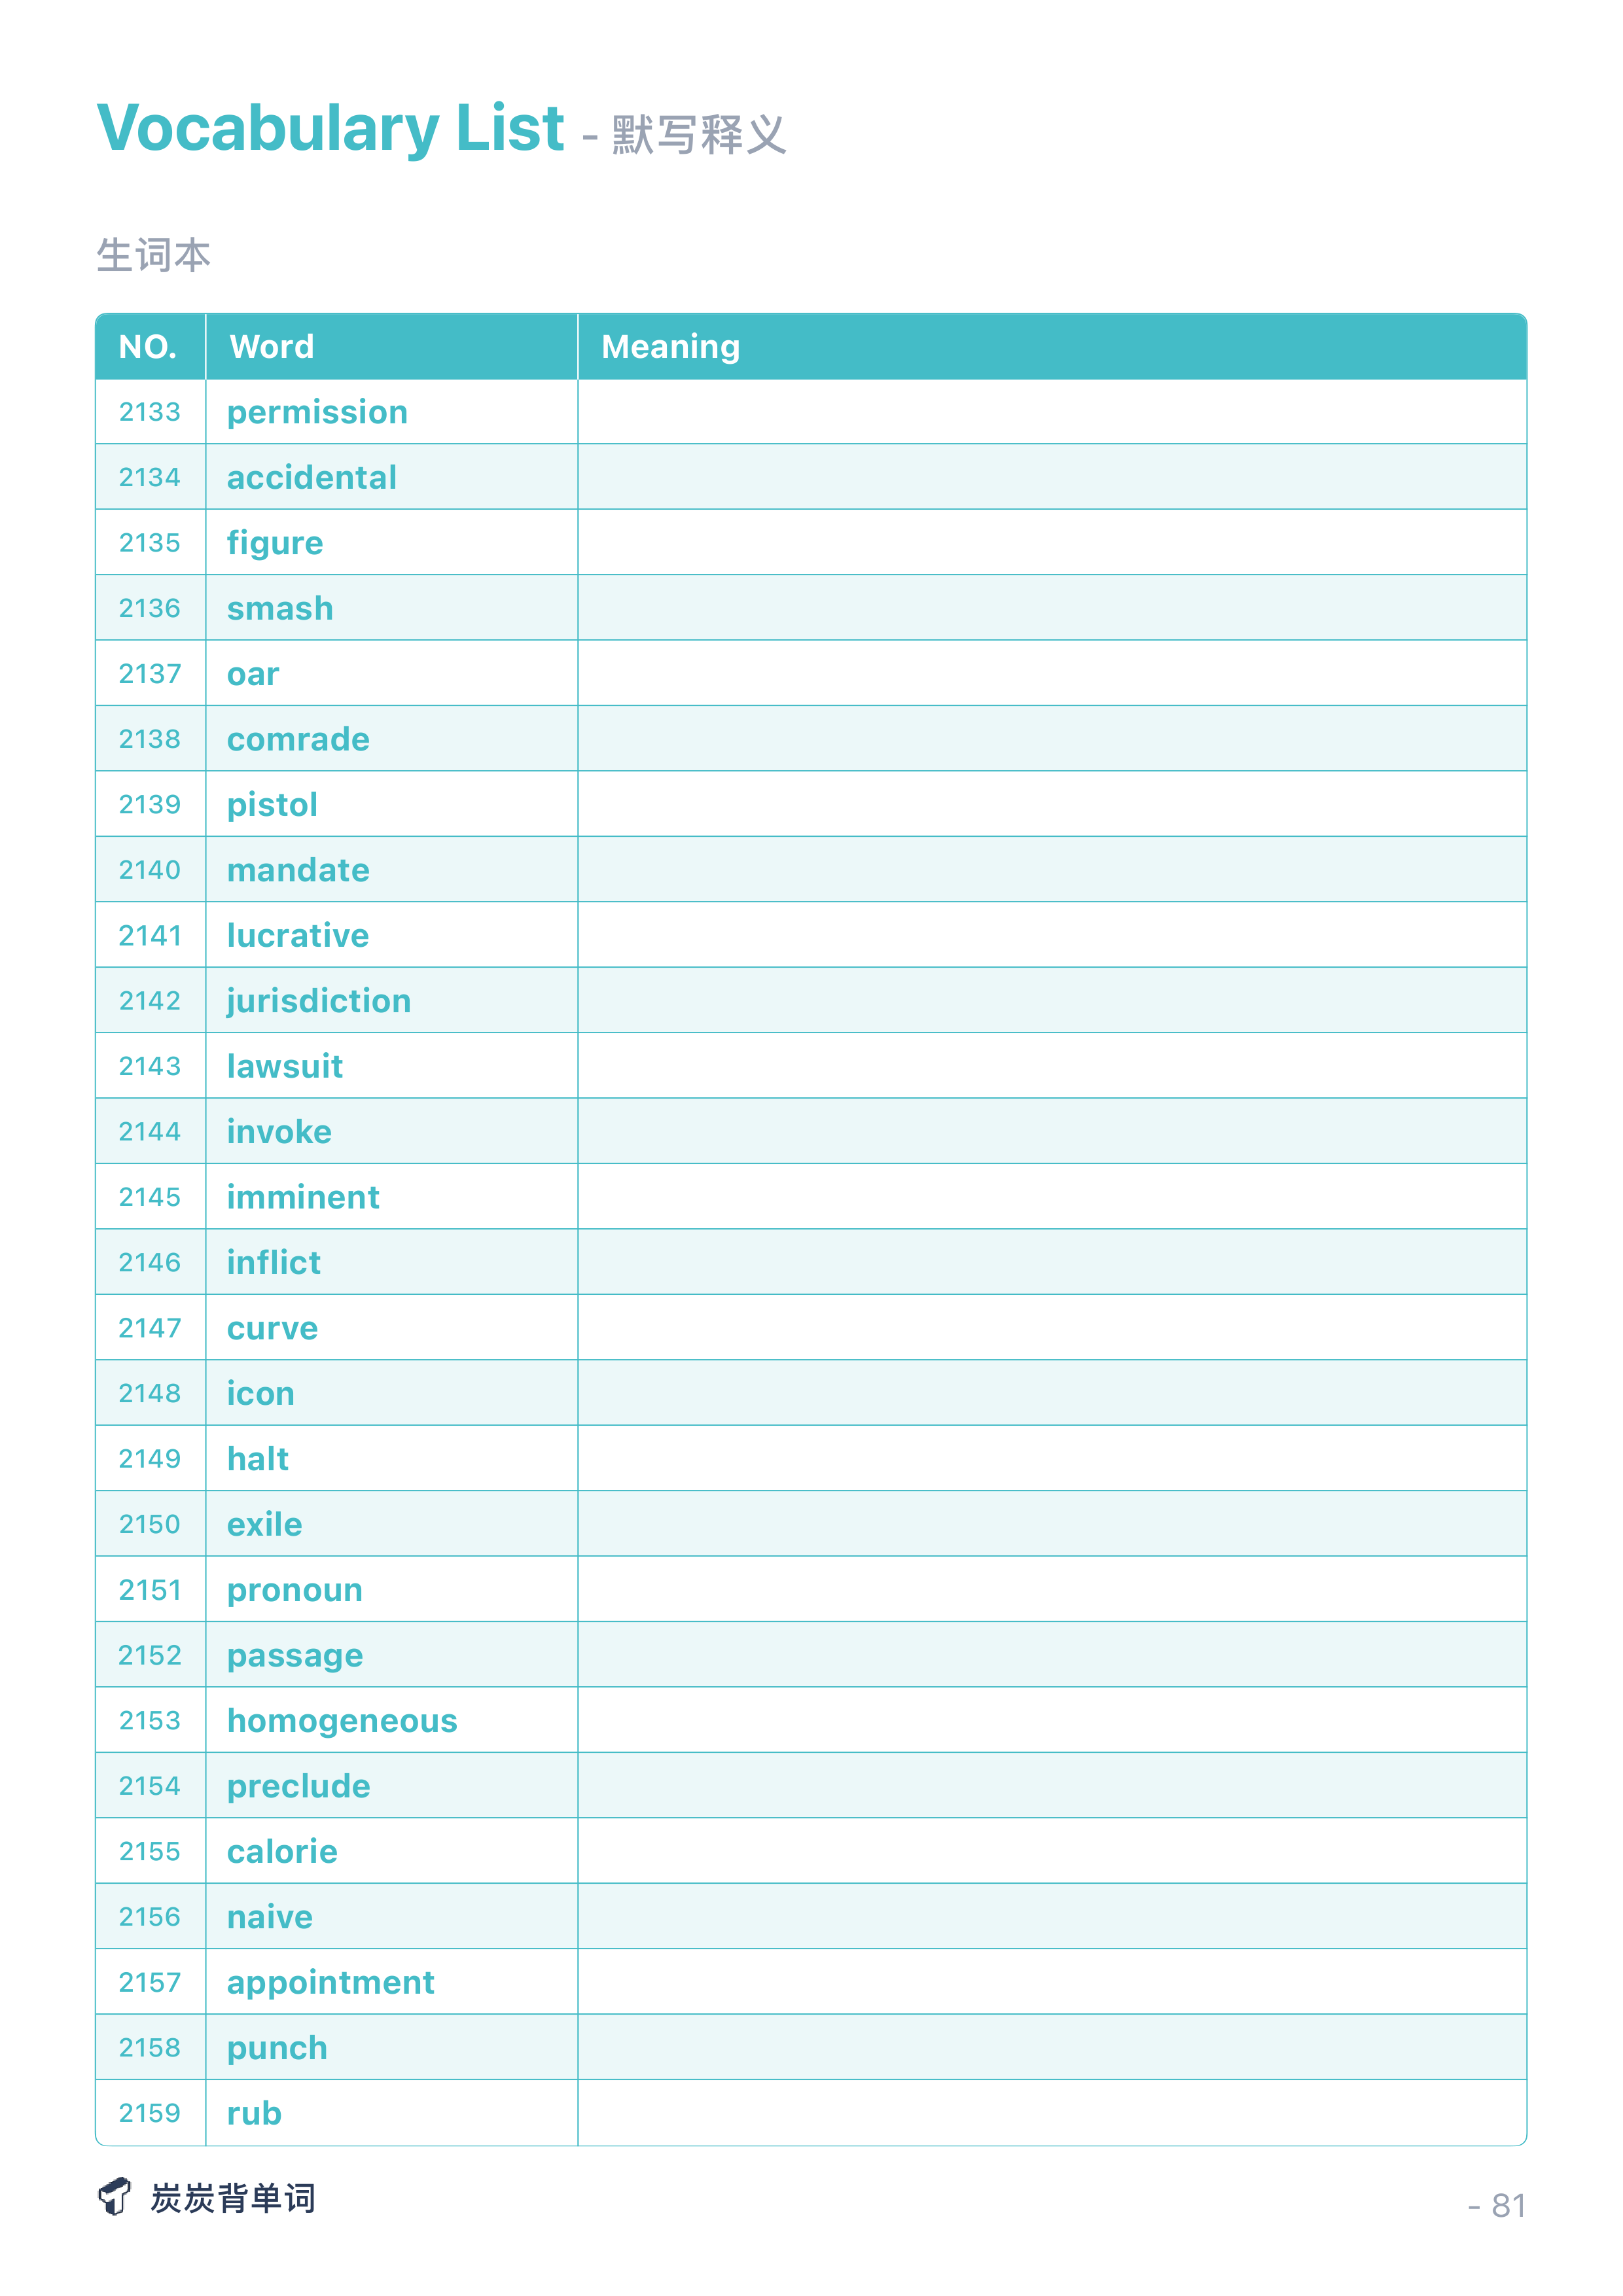 Vocabulary List - 默写释义
生词本
NO. Word Meaning
2133 permission
2134 accidental
2135 figure
2136 smash
2137 oar
2138 comrade
2139 pistol
2140 mandate
2141 lucrative
2142 jurisdiction
2143 lawsuit
2144 invoke
2145 imminent
2146 inflict
2147 curve
2148 icon
2149 halt
2150 exile
2151 pronoun
2152 passage
2153 homogeneous
2154 preclude
2155 calorie
2156 naive
2157 appointment
2158 punch
2159 rub
炭炭背单词
- 81